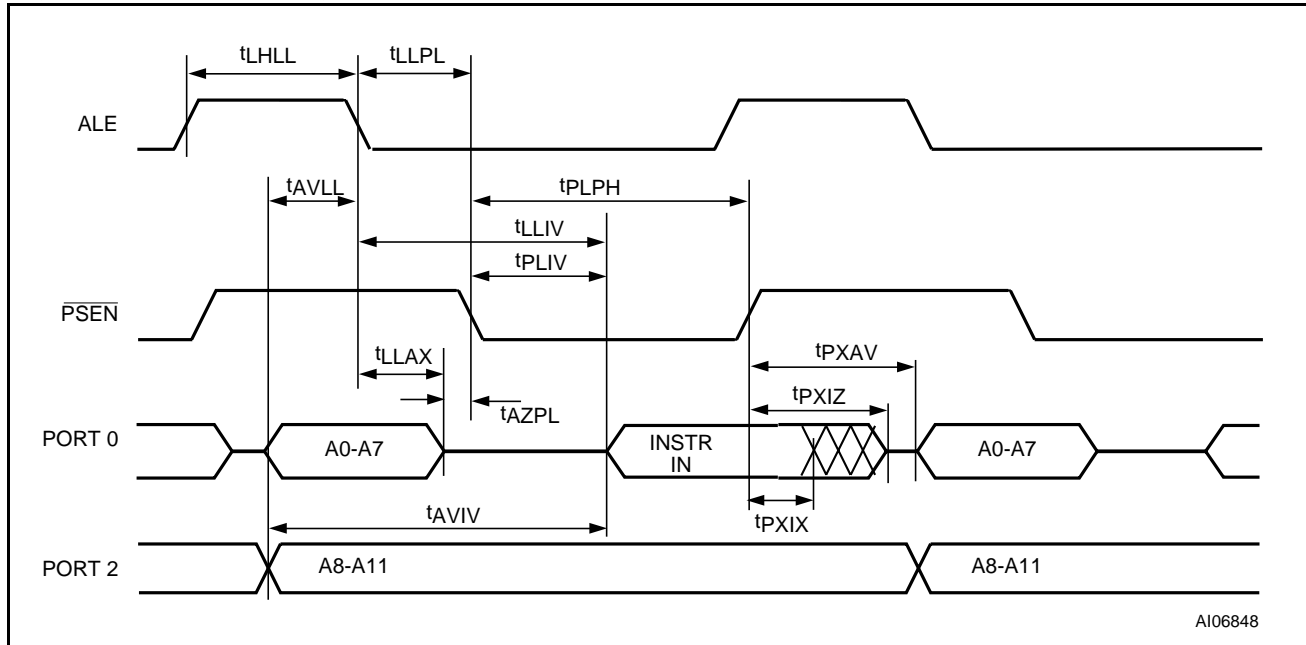 tLHLL
tLLPL
ALE
tAVLL
tPLPH
tLLIV
tPLIV
PSEN
tLLAX
tPXAV
tAZPL
tPXIZ
PORT 0
A0-A7
INSTR
IN
A0-A7
tPXIX
tAVIV
PORT 2
A8-A11
A8-A11
AI06848